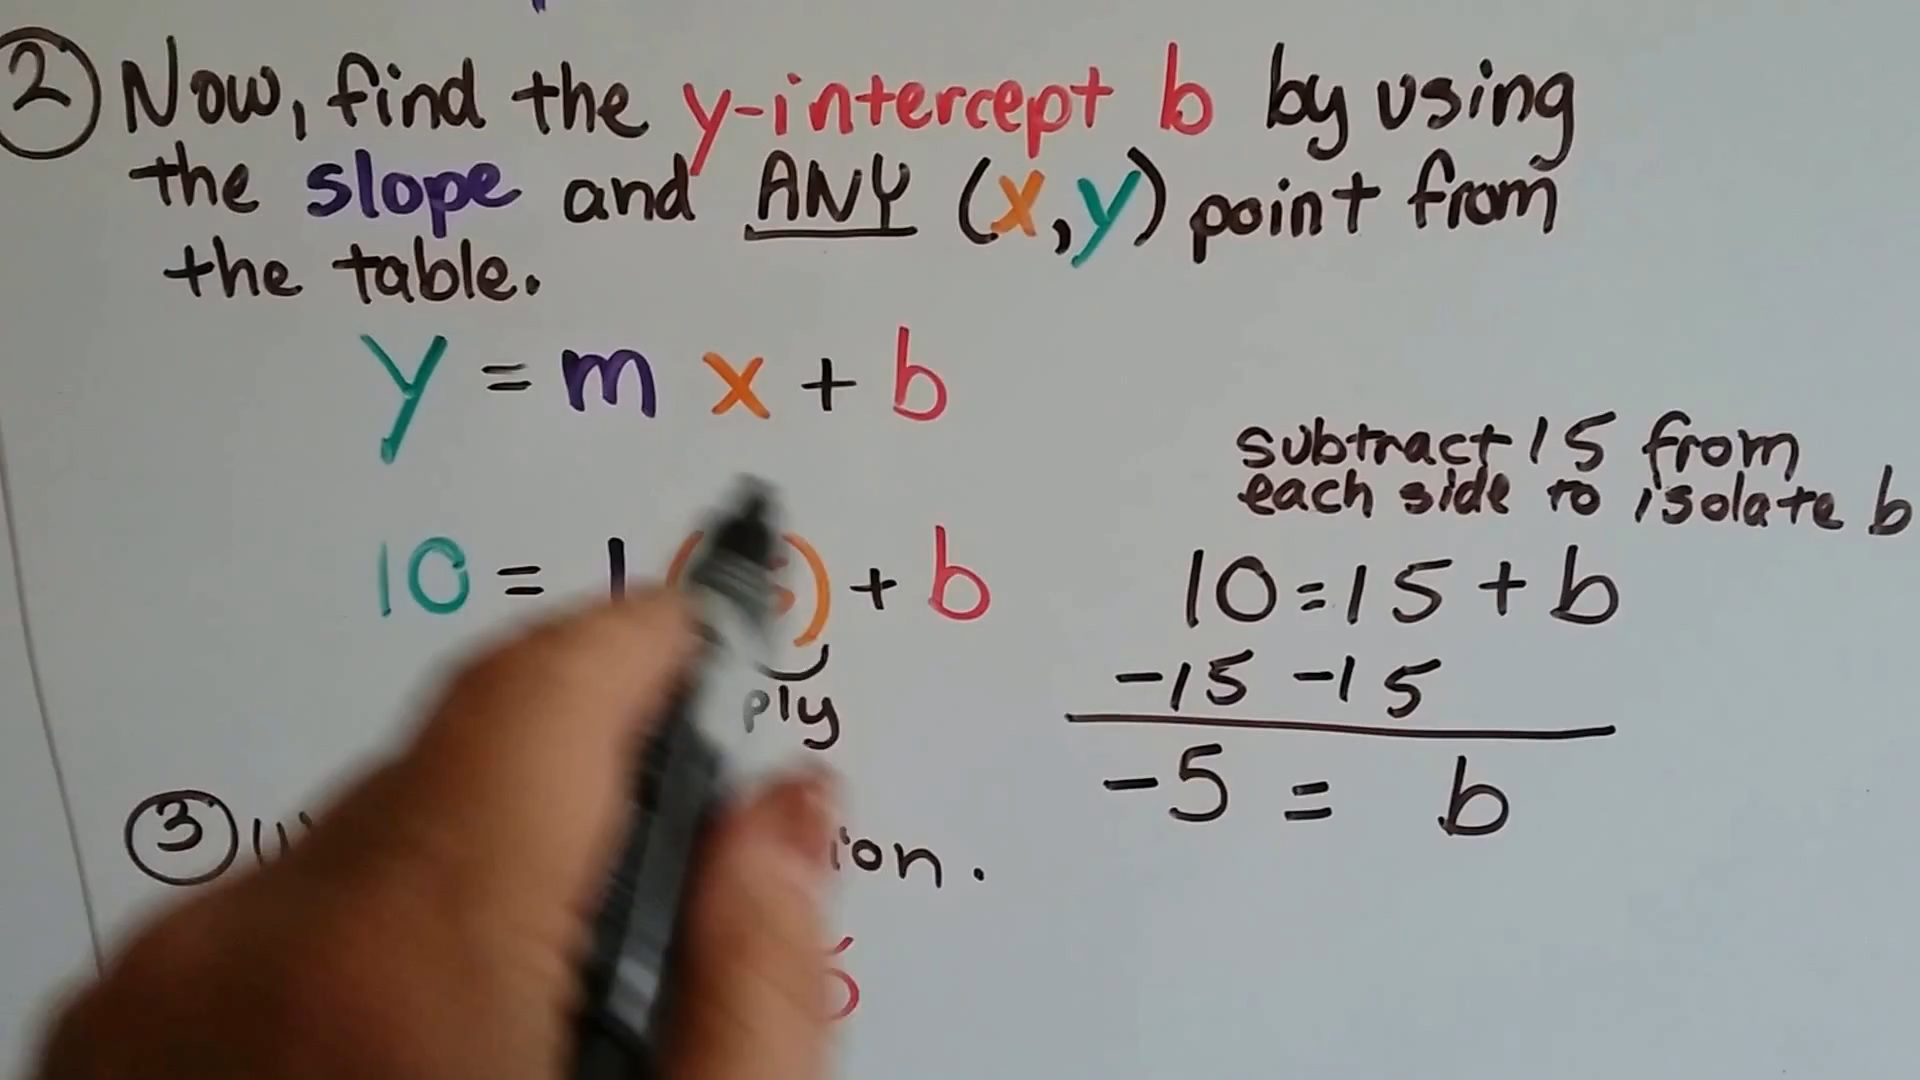 2 Now, find the y-intercept b by using
the slope and ANY (x,y) point from
the table.
y = m x + b
subtract 15 from
each side to isolate b
10 = 1 ( ) + b
10 = 15 + b
-15 -15
ply
-5 = b
3